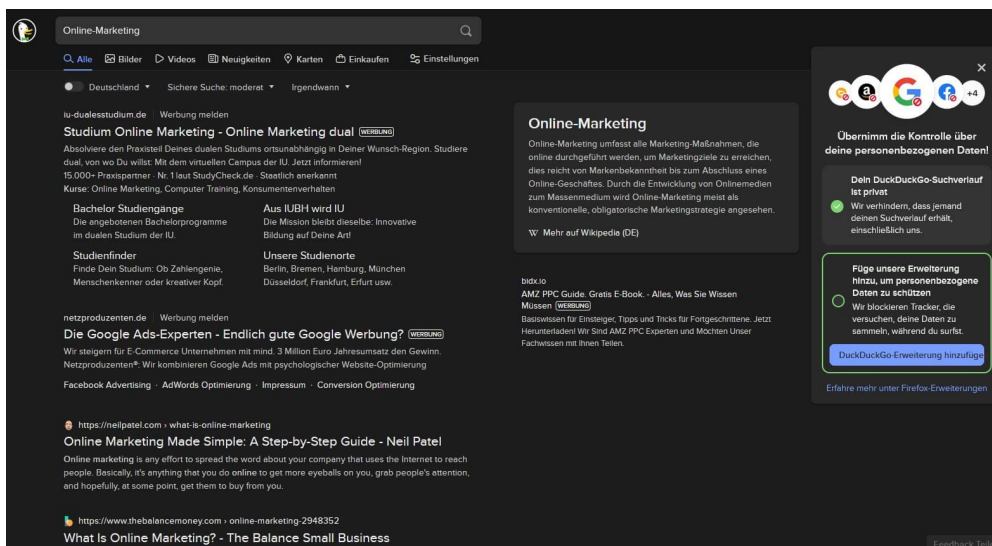 Online-Marketing
Alle Bilder Videos Neuigkeiten Karten Einkaufen Einstellungen
Deutschland Sichere Suche: moderat Irgendwann
iu-dualesstudium.de Werbung melden
Studium Online Marketing - Online Marketing dual WERBUNG
Absolviere den Praxisteil Deines dualen Studiums ortsunabhängig in Deiner Wunsch-Region. Studiere
dual, von wo Du willst: Mit dem virtuellen Campus der IU. Jetzt informieren!
15.000+ Praxispartner · Nr. 1 laut StudyCheck.de · Staatlich anerkannt
Kurse: Online Marketing, Computer Training, Konsumentenverhalten
Bachelor Studiengänge
Die angebotenen Bachelorprogramme
im dualen Studium der IU.
Aus IUBH wird IU
Die Mission bleibt dieselbe: Innovative
Bildung auf Deine Art!
Studienfinder
Finde Dein Studium: Ob Zahlengenie,
Menschenkenner oder kreativer Kopf.
Unsere Studienorte
Berlin, Bremen, Hamburg, München
Düsseldorf, Frankfurt, Erfurt usw.
netzproduzenten.de Werbung melden
Die Google Ads-Experten - Endlich gute Google Werbung? WERBUNG
Wir steigern für E-Commerce Unternehmen mit mind. 3 Million Euro Jahresumsatz den Gewinn.
Netzproduzenten®: Wir kombinieren Google Ads mit psychologischer Website-Optimierung
Facebook Advertising · AdWords Optimierung · Impressum · Conversion Optimierung
https://neilpatel.com › what-is-online-marketing
Online Marketing Made Simple: A Step-by-Step Guide - Neil Patel
Online marketing is any effort to spread the word about your company that uses the Internet to reach
people. Basically, it's anything that you do online to get more eyeballs on you, grab people's attention,
and hopefully, at some point, get them to buy from you.
https://www.thebalancemoney.com › online-marketing-2948352
What Is Online Marketing? - The Balance Small Business
Online-Marketing
Online-Marketing umfasst alle Marketing-Maßnahmen, die
online durchgeführt werden, um Marketingziele zu erreichen,
dies reicht von Markenbekanntheit bis zum Abschluss eines
Online-Geschäftes. Durch die Entwicklung von Onlinemedien
zum Massenmedium wird Online-Marketing meist als
konventionelle, obligatorische Marketingstrategie angesehen.
W Mehr auf Wikipedia (DE)
bidx.io
AMZ PPC Guide. Gratis E-Book. - Alles, Was Sie Wissen
Müssen WERBUNG
Basiswissen für Einsteiger, Tipps und Tricks für Fortgeschrittene. Jetzt
Herunterladen! Wir Sind AMZ PPC Experten und Möchten Unser
Fachwissen mit Ihnen Teilen.
+4
Übernimm die Kontrolle über
deine personenbezogenen Daten!
Dein DuckDuckGo-Suchverlauf
ist privat
Wir verhindern, dass jemand
deinen Suchverlauf erhält,
einschließlich uns.
Füge unsere Erweiterung
hinzu, um personenbezogene
Daten zu schützen
Wir blockieren Tracker, die
versuchen, deine Daten zu
sammeln, während du surfst.
DuckDuckGo-Erweiterung hinzufüge
Erfahre mehr unter Firefox-Erweiterungen
Feedback Teile